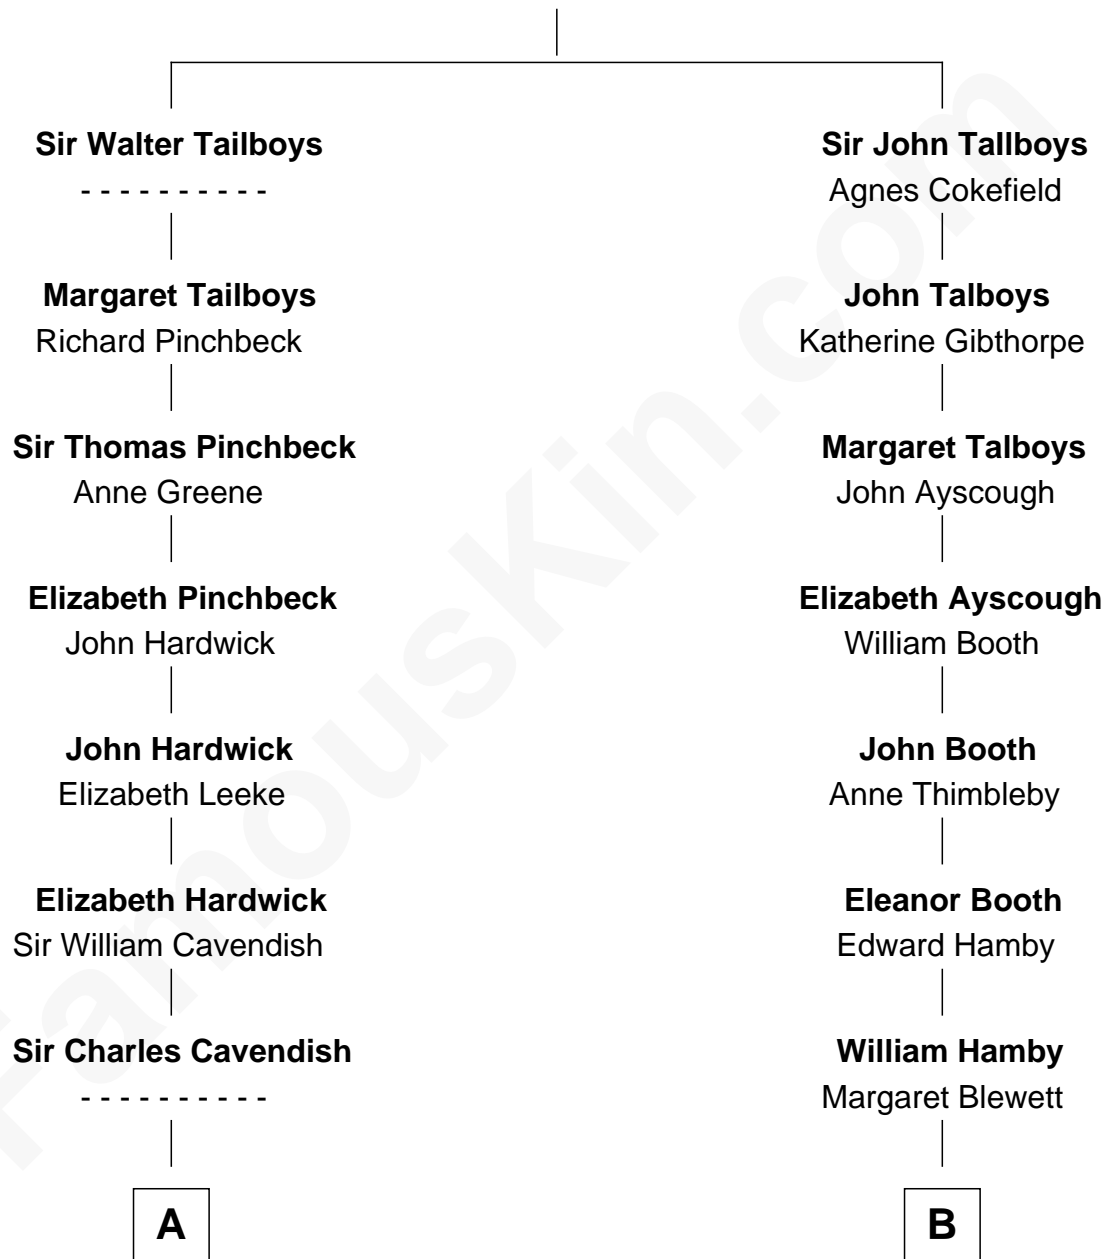 Sir Walter Tailboys
- - - - - - - - - -
Margaret Tailboys
Richard Pinchbeck
Sir Thomas Pinchbeck
Anne Greene
Elizabeth Pinchbeck
John Hardwick
John Hardwick
Elizabeth Leeke
Elizabeth Hardwick
Sir William Cavendish
Sir Charles Cavendish
- - - - - - - - - -
A
Sir John Tallboys
Agnes Cokefield
John Talboys
Katherine Gibthorpe
Margaret Talboys
John Ayscough
Elizabeth Ayscough
William Booth
John Booth
Anne Thimbleby
Eleanor Booth
Edward Hamby
William Hamby
Margaret Blewett
B
FamousKin.com